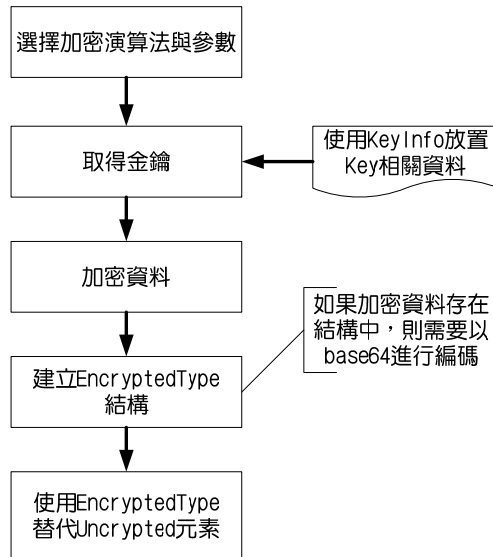 選擇加密演算法與參數
取得金鑰
使用KeyInfo放置
Key相關資料
加密資料
如果加密資料存在
結構中，則需要以
base64進行編碼
建立EncryptedType
結構
使用EncryptedType
替代Uncrypted元素